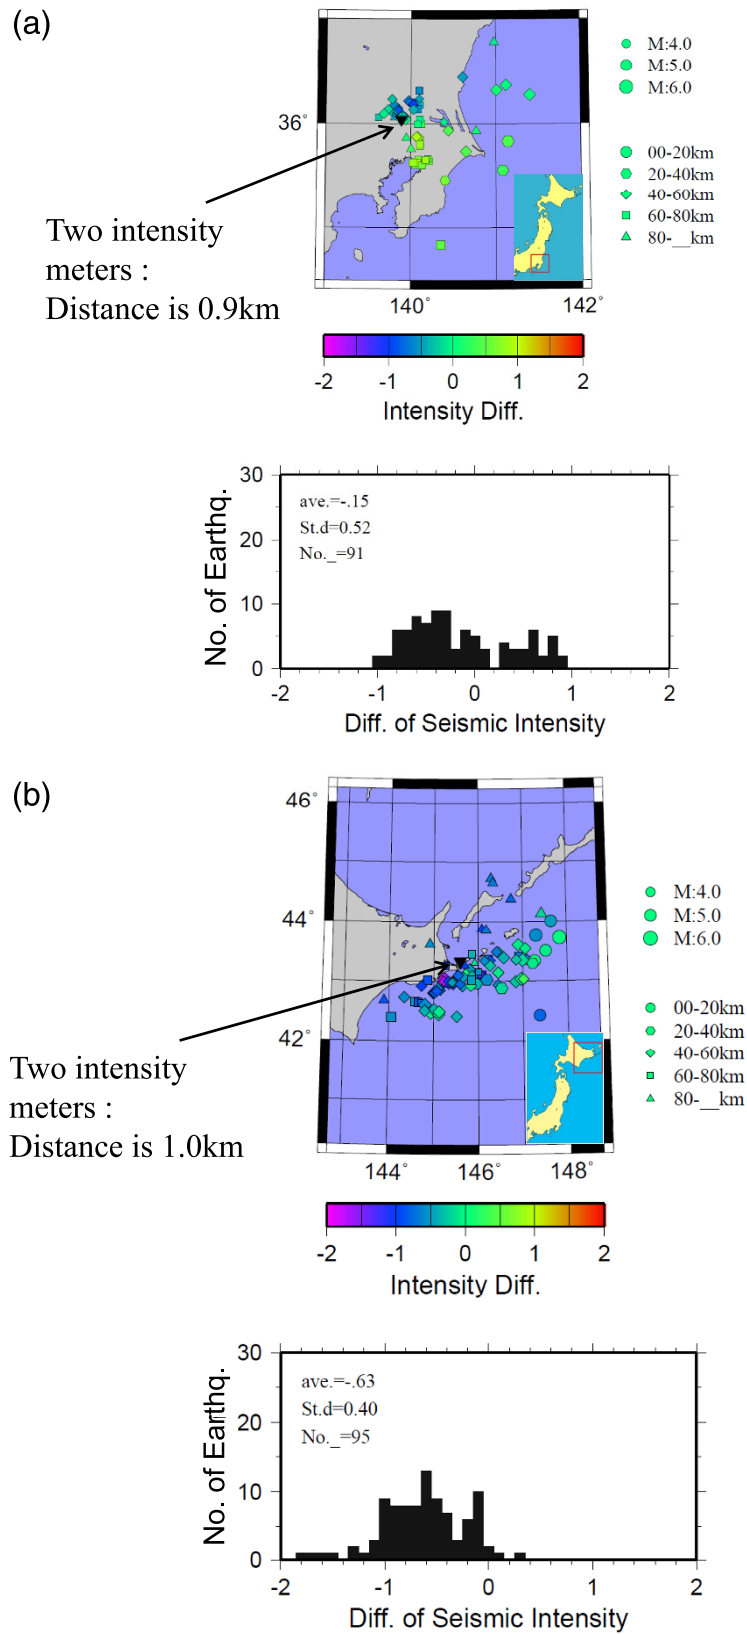 (a)
M:4.0
M:5.0
M:6.0
36°
00-20km
20-40km
40-60km
60-80km
80-__km
Two intensity
meters :
Distance is 0.9km
140° 142°
-2 -1 0 1 2
Intensity Diff.
30
20
10
0
No. of Earthq.
ave.=-.15
St.d=0.52
No._=91
-2 -1 0 1 2
Diff. of Seismic Intensity
(b)
46°
44°
42°
M:4.0
M:5.0
M:6.0
00-20km
20-40km
40-60km
60-80km
80-__km
Two intensity
meters :
Distance is 1.0km
144° 146° 148°
-2 -1 0 1 2
Intensity Diff.
30
20
10
0
No. of Earthq.
ave.=-.63
St.d=0.40
No._=95
-2 -1 0 1 2
Diff. of Seismic Intensity